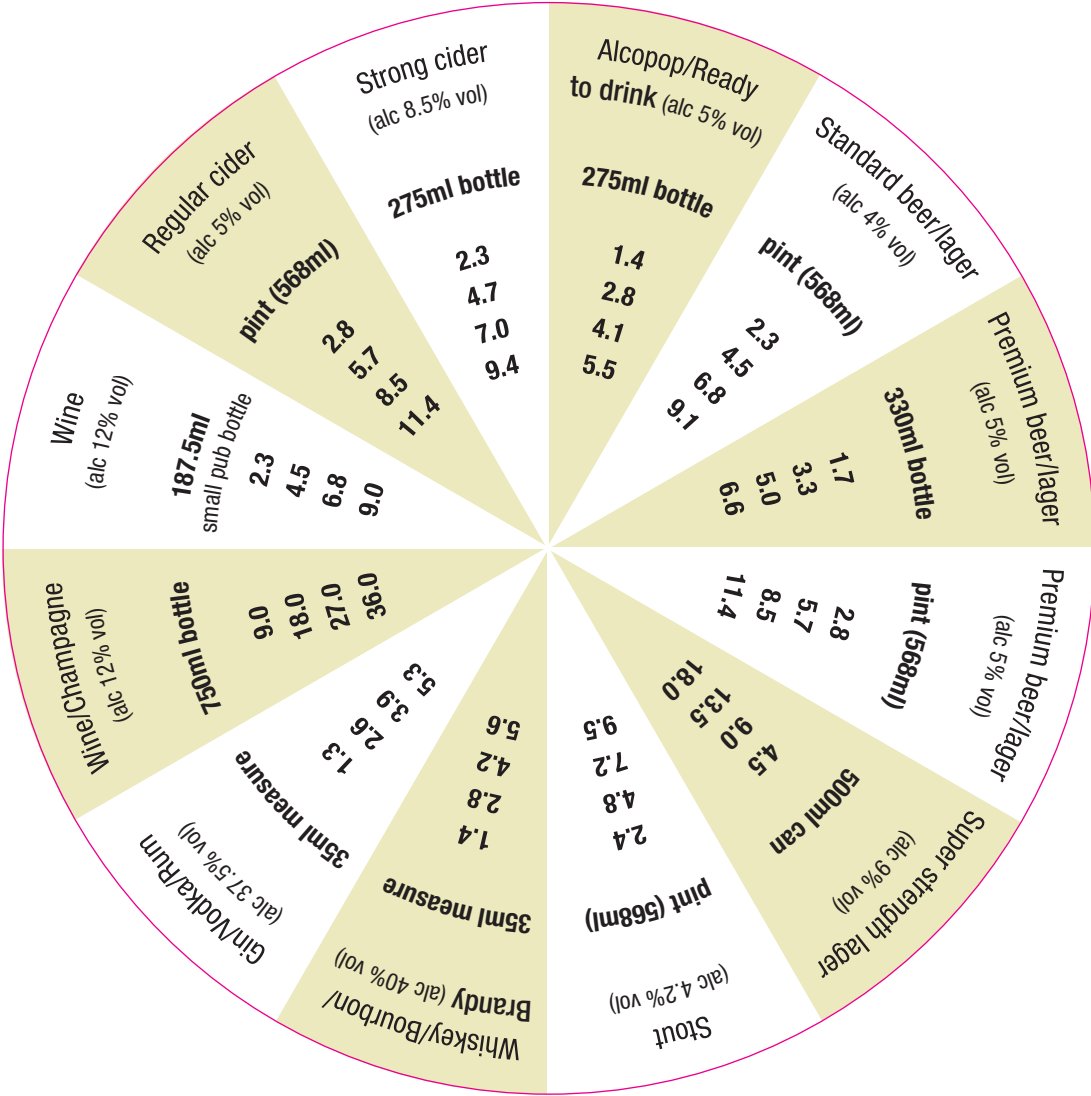 Alcopop/Ready
to drink (alc 5% vol)
275ml bottle
1.4
2.8
4.1
5.5
Standard beer/lager
(alc 4% vol)
pint (568ml)
2.3
4.5
6.8
9.1
Premium beer/lager
(alc 5% vol)
330ml bottle
1.7
3.3
5.0
6.6
Premium beer/lager
(alc 5% vol)
pint (568ml)
2.8
5.7
8.5
11.4
Super strength lager
(alc 9% vol)
500ml can
4.5
9.0
13.5
18.0
Stout
(alc 4.2% vol)
pint (568ml)
2.4
4.8
7.2
9.5
Whiskey/Bourbon/
Brandy (alc 40% vol)
35ml measure
1.4
2.8
4.2
5.6
Gin/Vodka/Rum
(alc 37.5% vol)
35ml measure
1.3
2.6
3.9
5.3
Wine/Champagne
(alc 12% vol)
750ml bottle
9.0
18.0
27.0
36.0
Wine
(alc 12% vol)
187.5ml
small pub bottle
2.3
4.5
6.8
9.0
Regular cider
(alc 5% vol)
pint (568ml)
2.8
5.7
8.5
11.4
Strong cider
(alc 8.5% vol)
275ml bottle
2.3
4.7
7.0
9.4